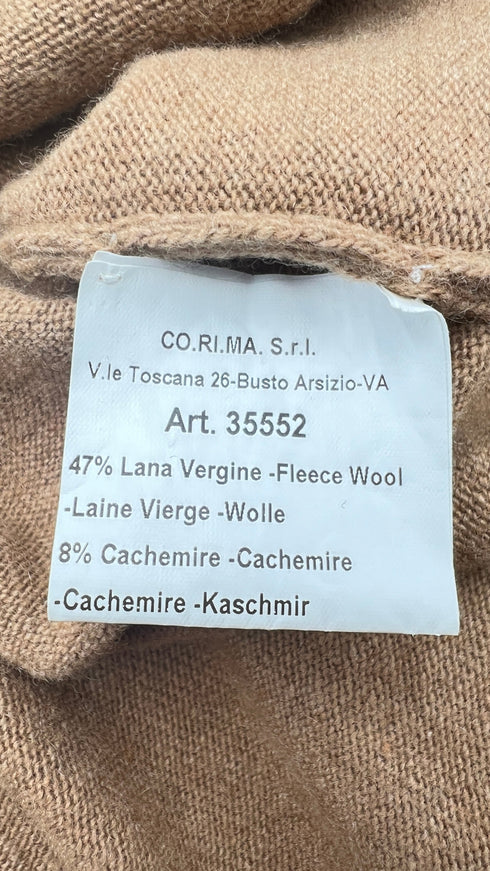 CO.RI.MA. S.r.l.
V.le Toscana 26-Busto Arsizio-VA
Art. 35552
47% Lana Vergine -Fleece Wool
-Laine Vierge -Wolle
8% Cachemire -Cachemire
-Cachemire -Kaschmir